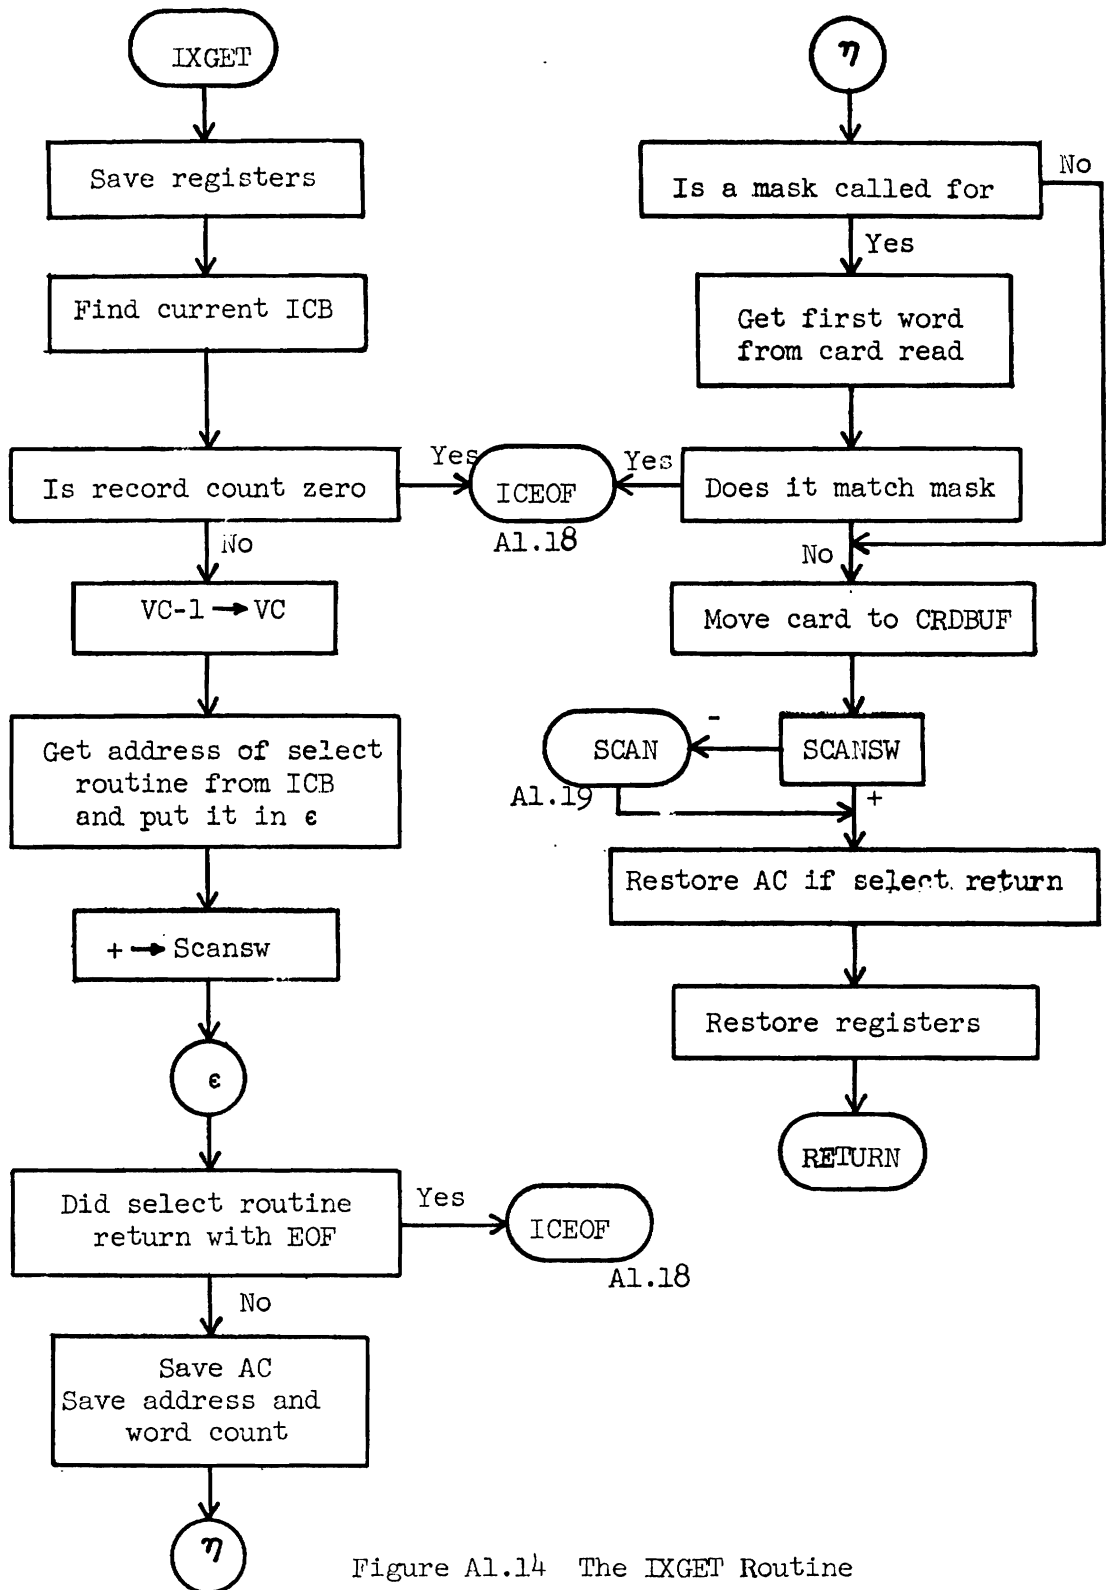 IXGET
Save registers
Find current ICB
Is record count zero
Yes
ICEOF
A1.18
No
VC-1 → VC
Get address of select
routine from ICB
and put it in ϵ
+ → Scansw
ϵ
Did select routine
return with EOF
Yes
ICEOF
A1.18
No
Save AC
Save address and
word count
η
η
Is a mask called for
No
Yes
Get first word
from card read
Does it match mask
Yes
No
Move card to CRDBUF
SCANSW
-
SCAN
A1.19
+
Restore AC if select return
Restore registers
RETURN
Figure A1.14 The IXGET Routine